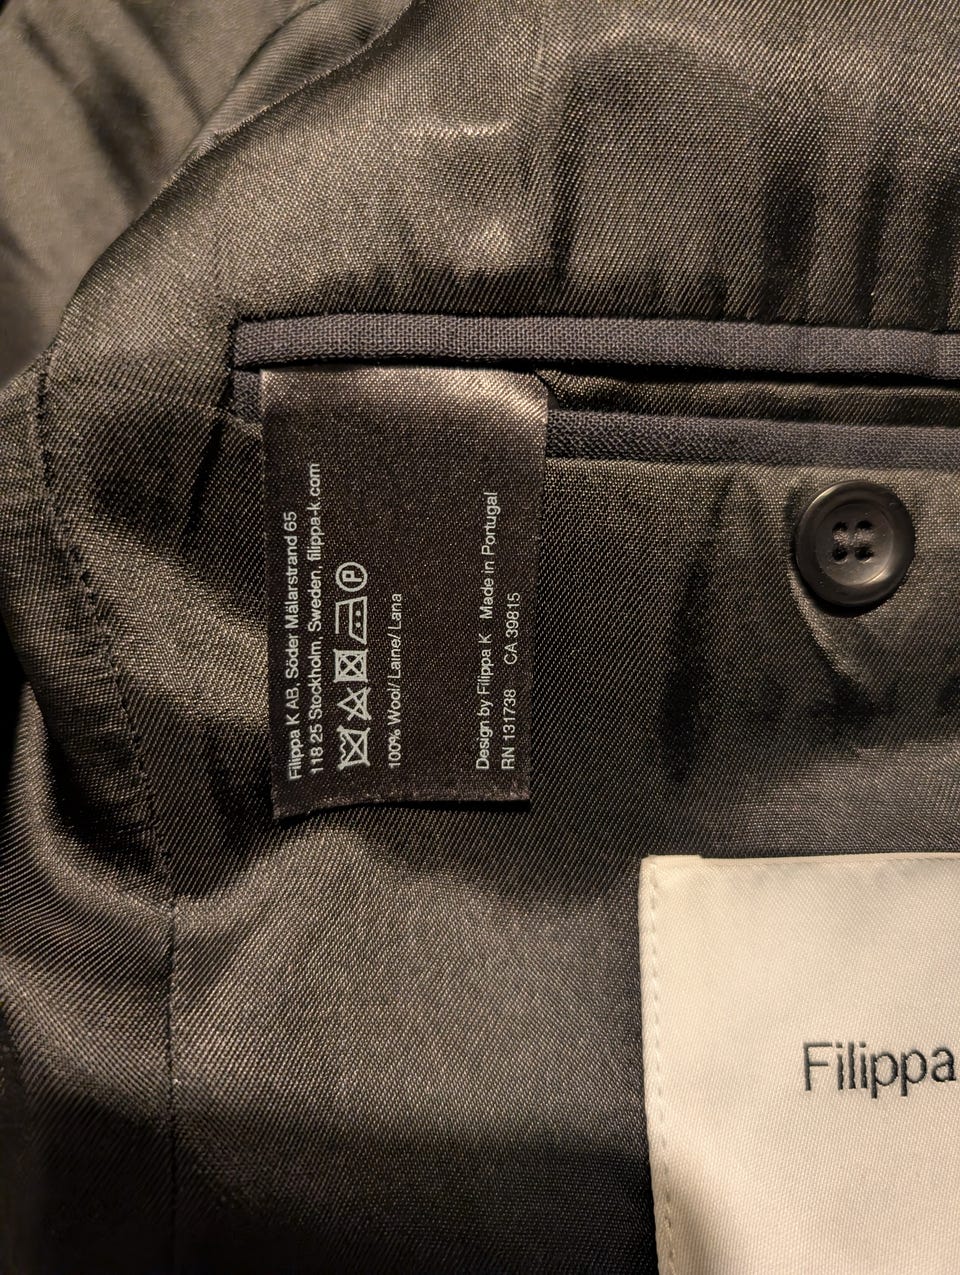 Filippa K AB, Söder Mälarstrand 65
118 25 Stockholm, Sweden, filippa-k.com
P
100% Wool/ Laine/ Lana
Design by Filippa K Made in Portugal
RN 131738 CA 39815
Filippa